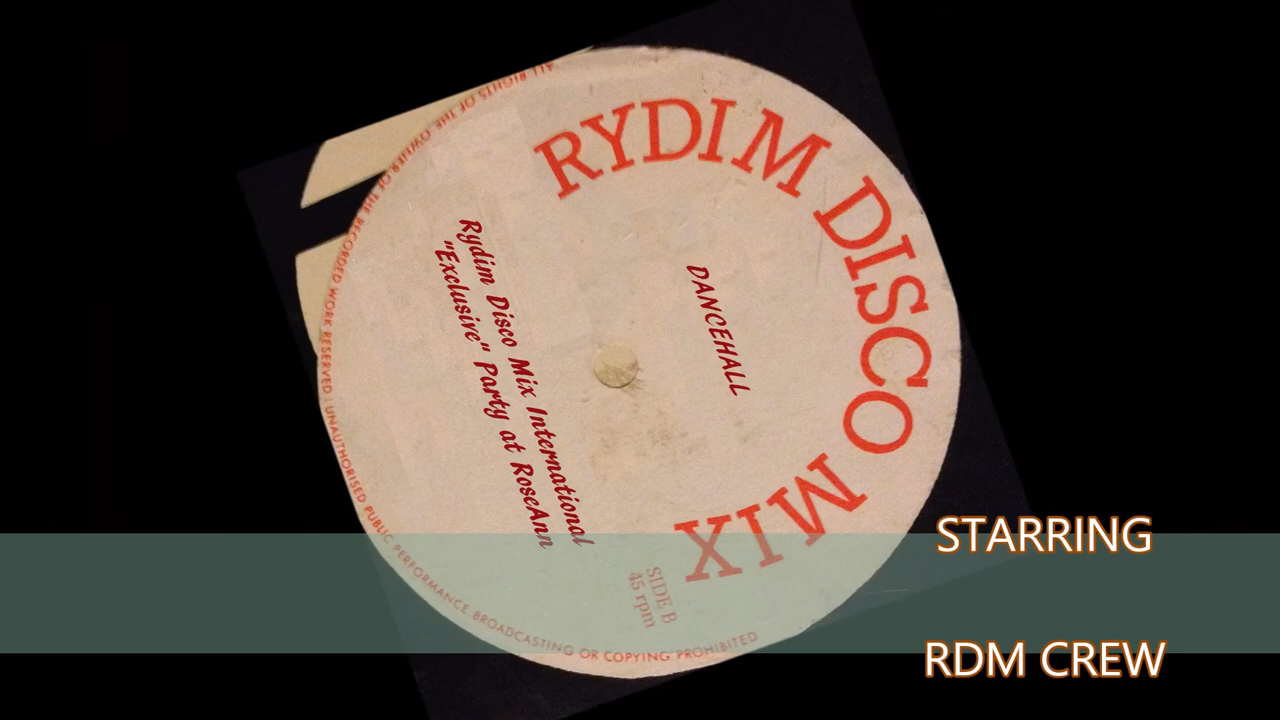 RYDIM DISCO MIX
DANCEHALL
Rydim Disco Mix International
"Exclusive" Party at RoseAnn
SIDE B
45 rpm
ALL RIGHTS OF THE OWNER OF THE RECORDED WORK RESERVED : UNAUTHORISED PUBLIC PERFORMANCE BROADCASTING OR COPYING PROHIBITED
STARRING
RDM CREW